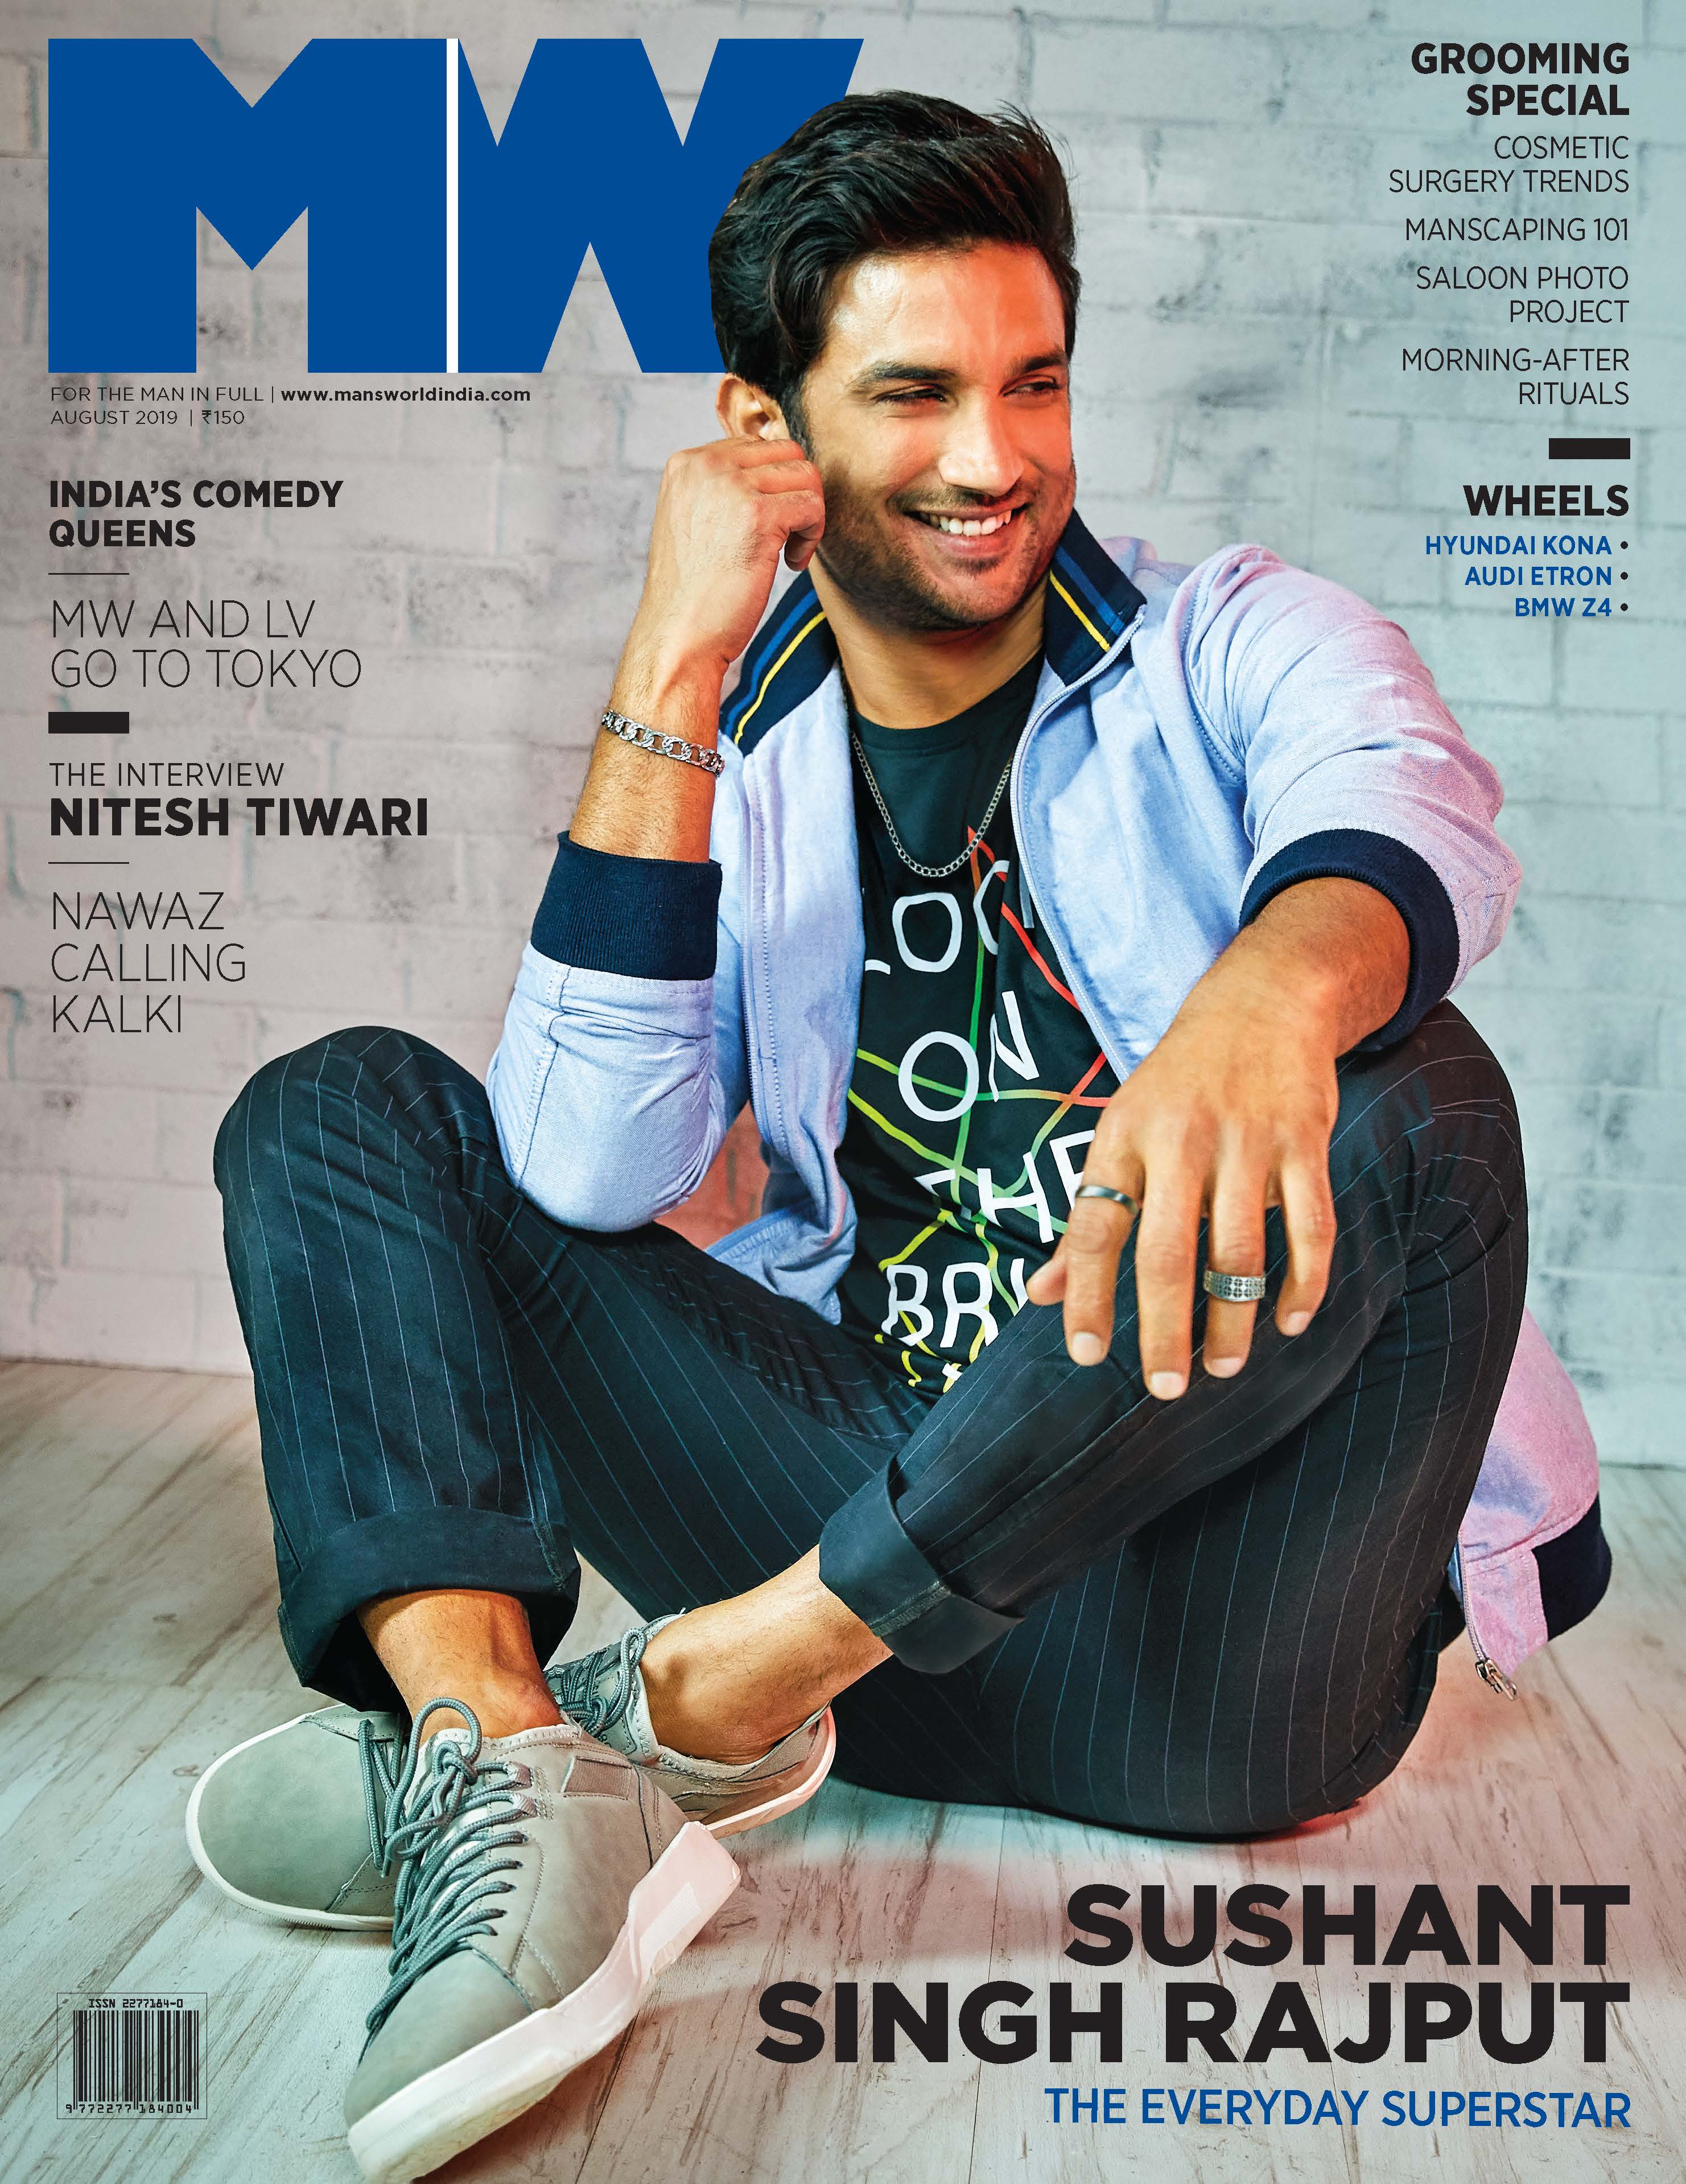 MW
FOR THE MAN IN FULL | www.mansworldindia.com
AUGUST 2019 | ₹150
INDIA'S COMEDY
QUEENS
MW AND LV
GO TO TOKYO
THE INTERVIEW
NITESH TIWARI
NAWAZ
CALLING
KALKI
GROOMING
SPECIAL
COSMETIC
SURGERY TRENDS
MANSCAPING 101
SALOON PHOTO
PROJECT
MORNING-AFTER
RITUALS
WHEELS
HYUNDAI KONA •
AUDI ETRON •
BMW Z4 •
ON
THE
SUSHANT
SINGH RAJPUT
THE EVERYDAY SUPERSTAR
ISSN 2277184-0
9 772277 184004